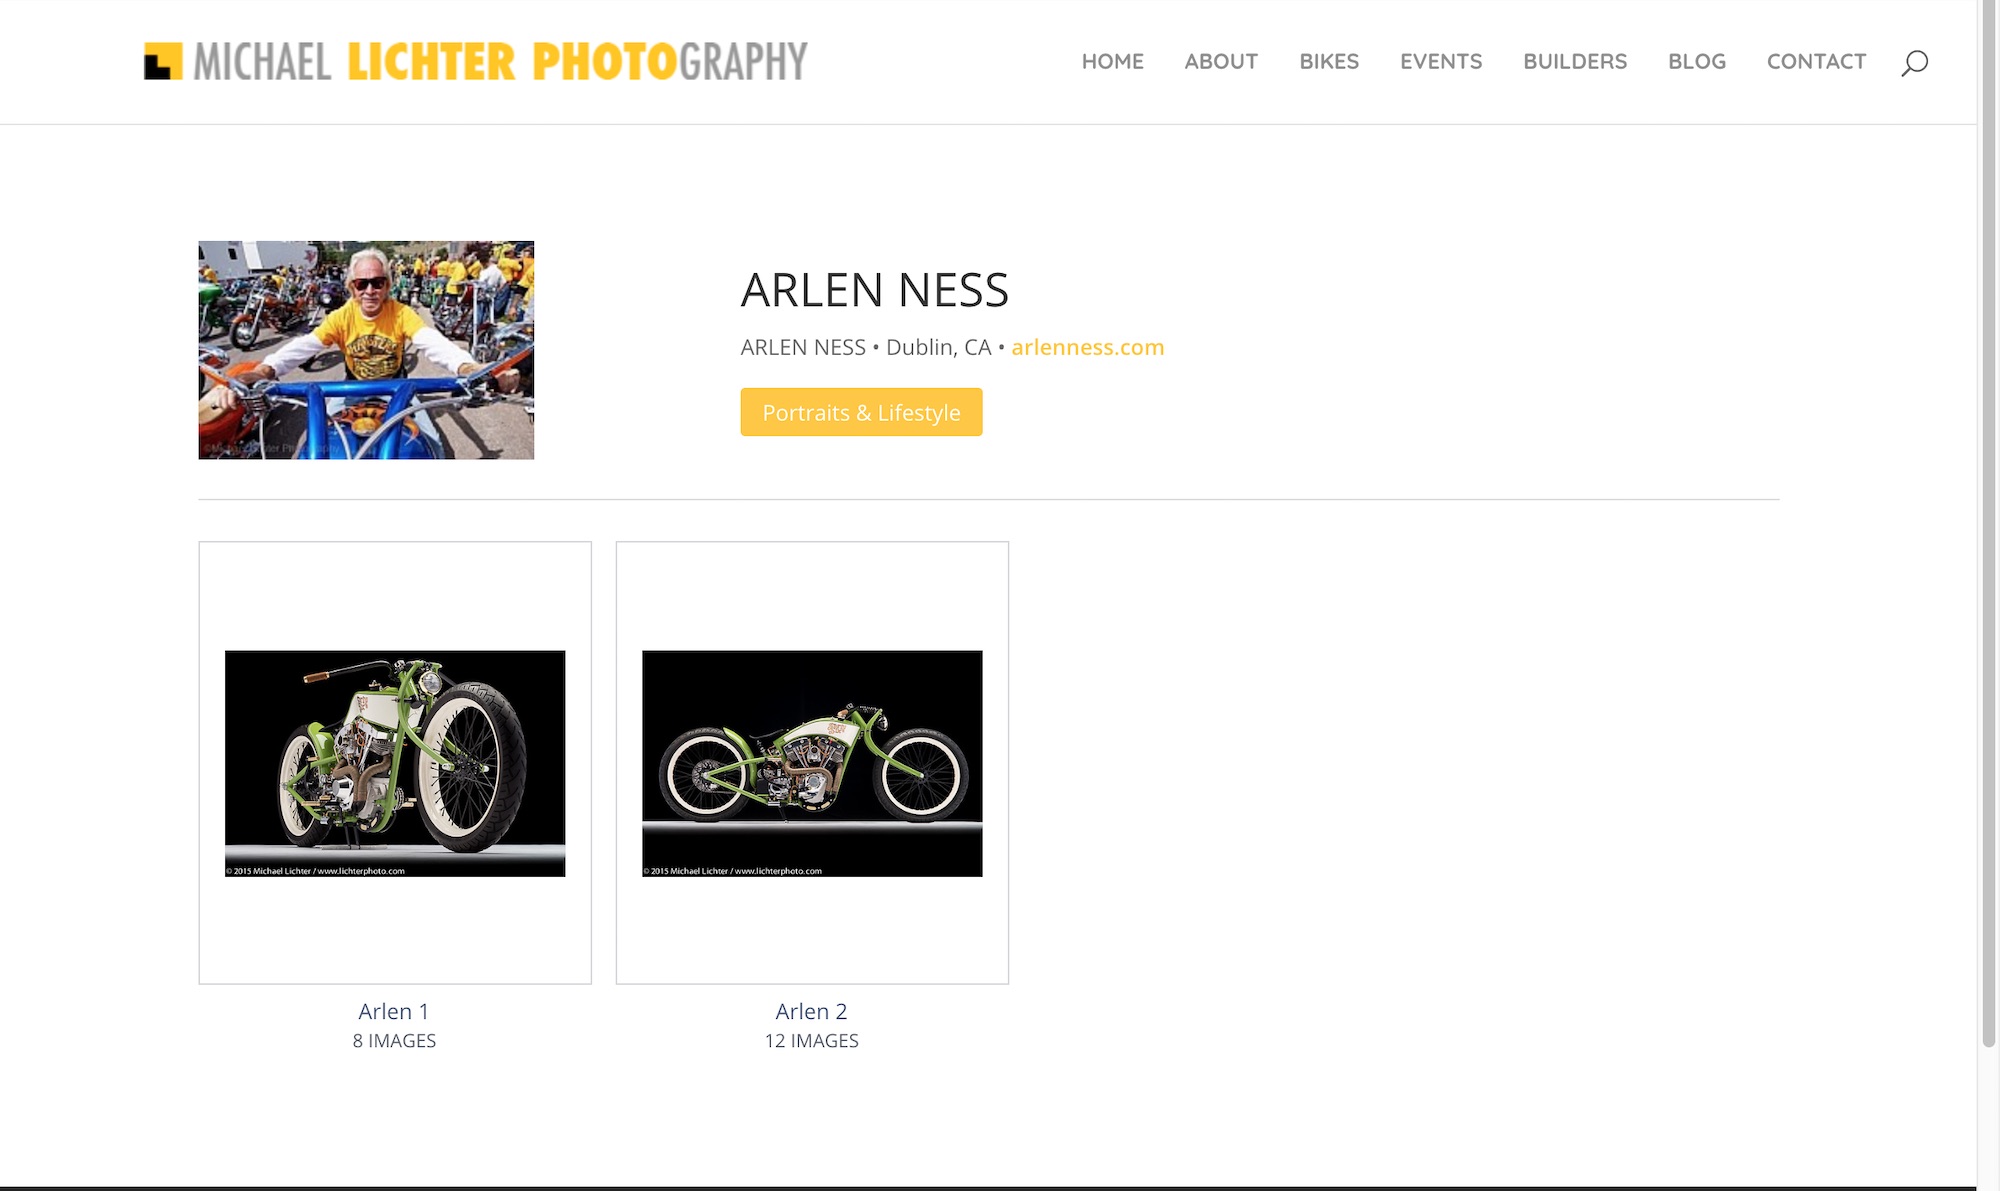 MICHAEL LICHTER PHOTOGRAPHY
HOME ABOUT BIKES EVENTS BUILDERS BLOG CONTACT
ARLEN NESS
ARLEN NESS • Dublin, CA • arlenness.com
Portraits & Lifestyle
© 2015 Michael Lichter / www.lichterphoto.com
© 2015 Michael Lichter / www.lichterphoto.com
Arlen 1
8 IMAGES
Arlen 2
12 IMAGES